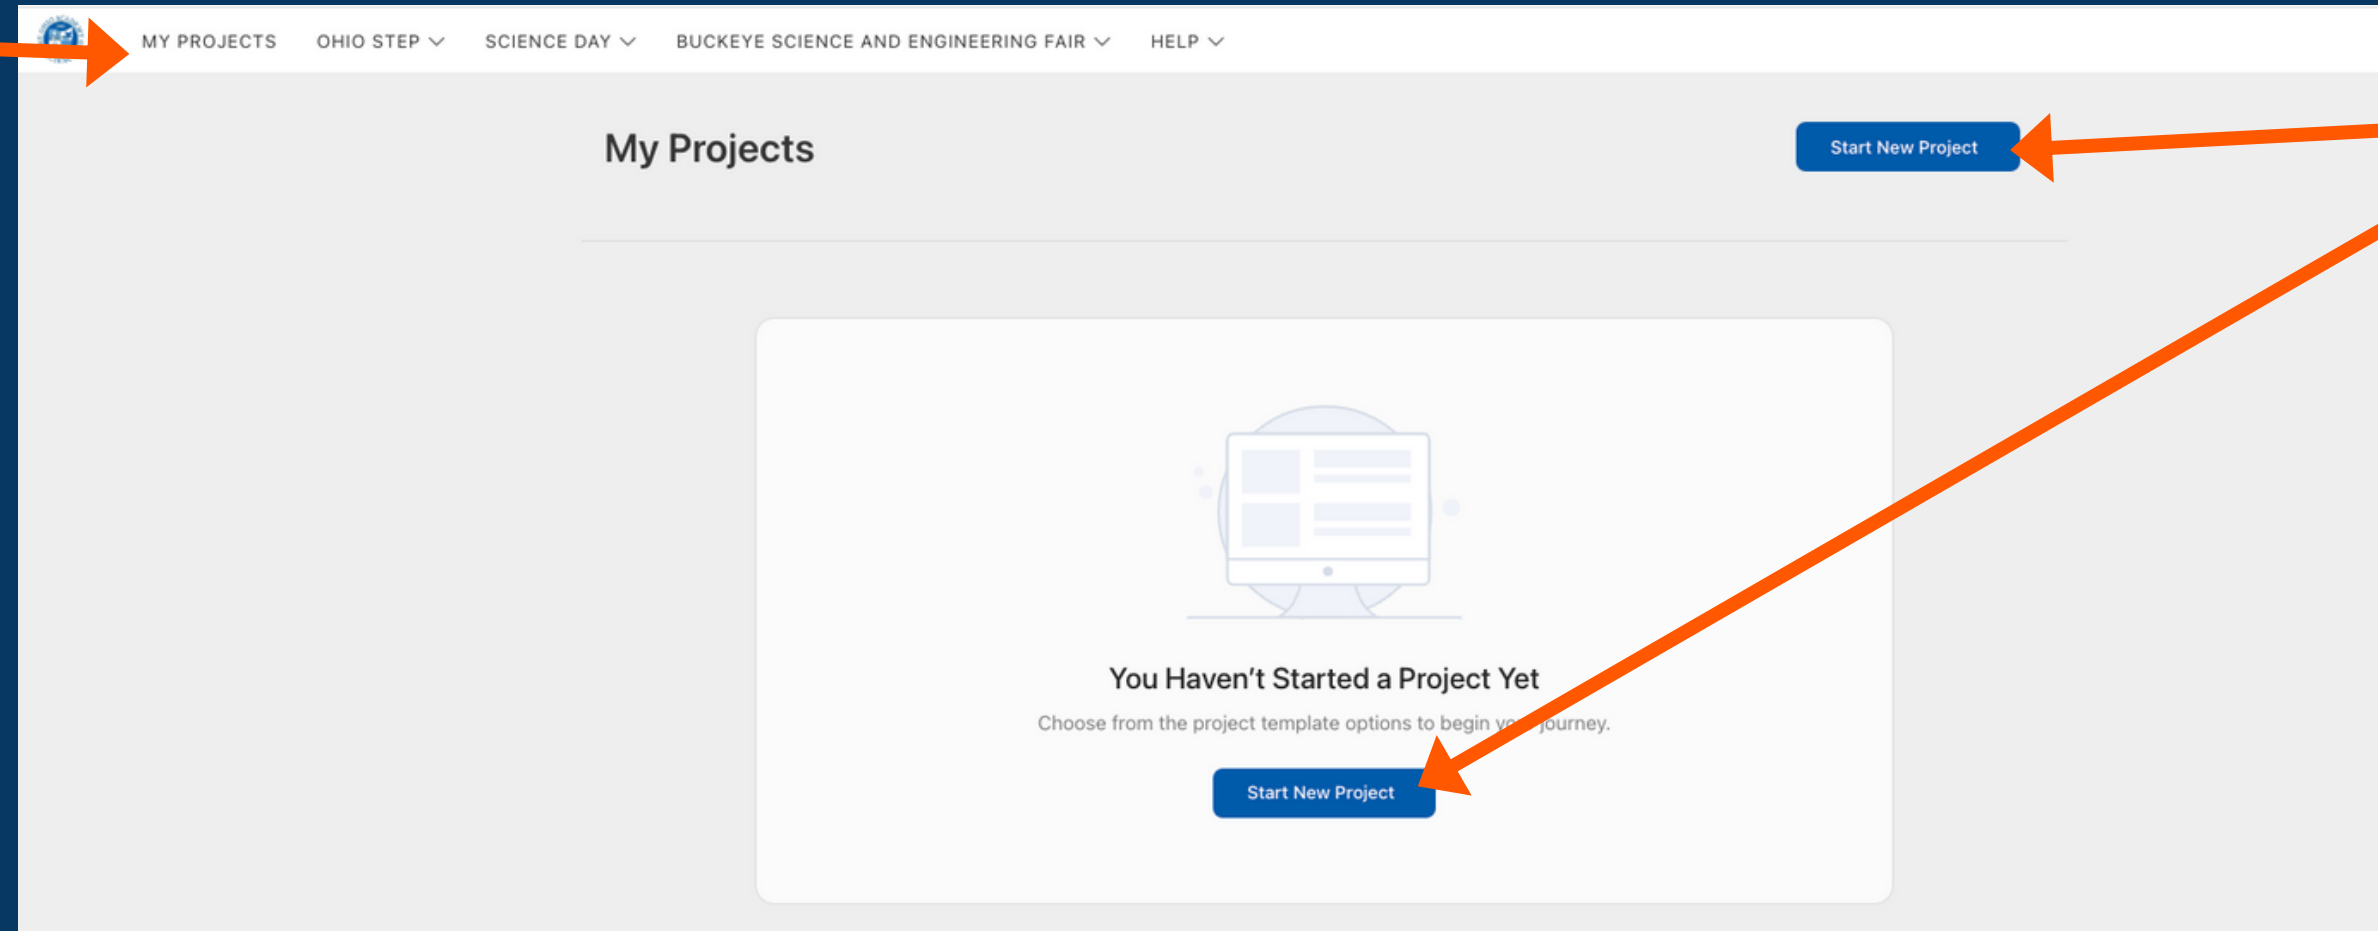 MY PROJECTS OHIO STEP SCIENCE DAY BUCKEYE SCIENCE AND ENGINEERING FAIR HELP
My Projects
Start New Project
You Haven't Started a Project Yet
Choose from the project template options to begin your journey.
Start New Project